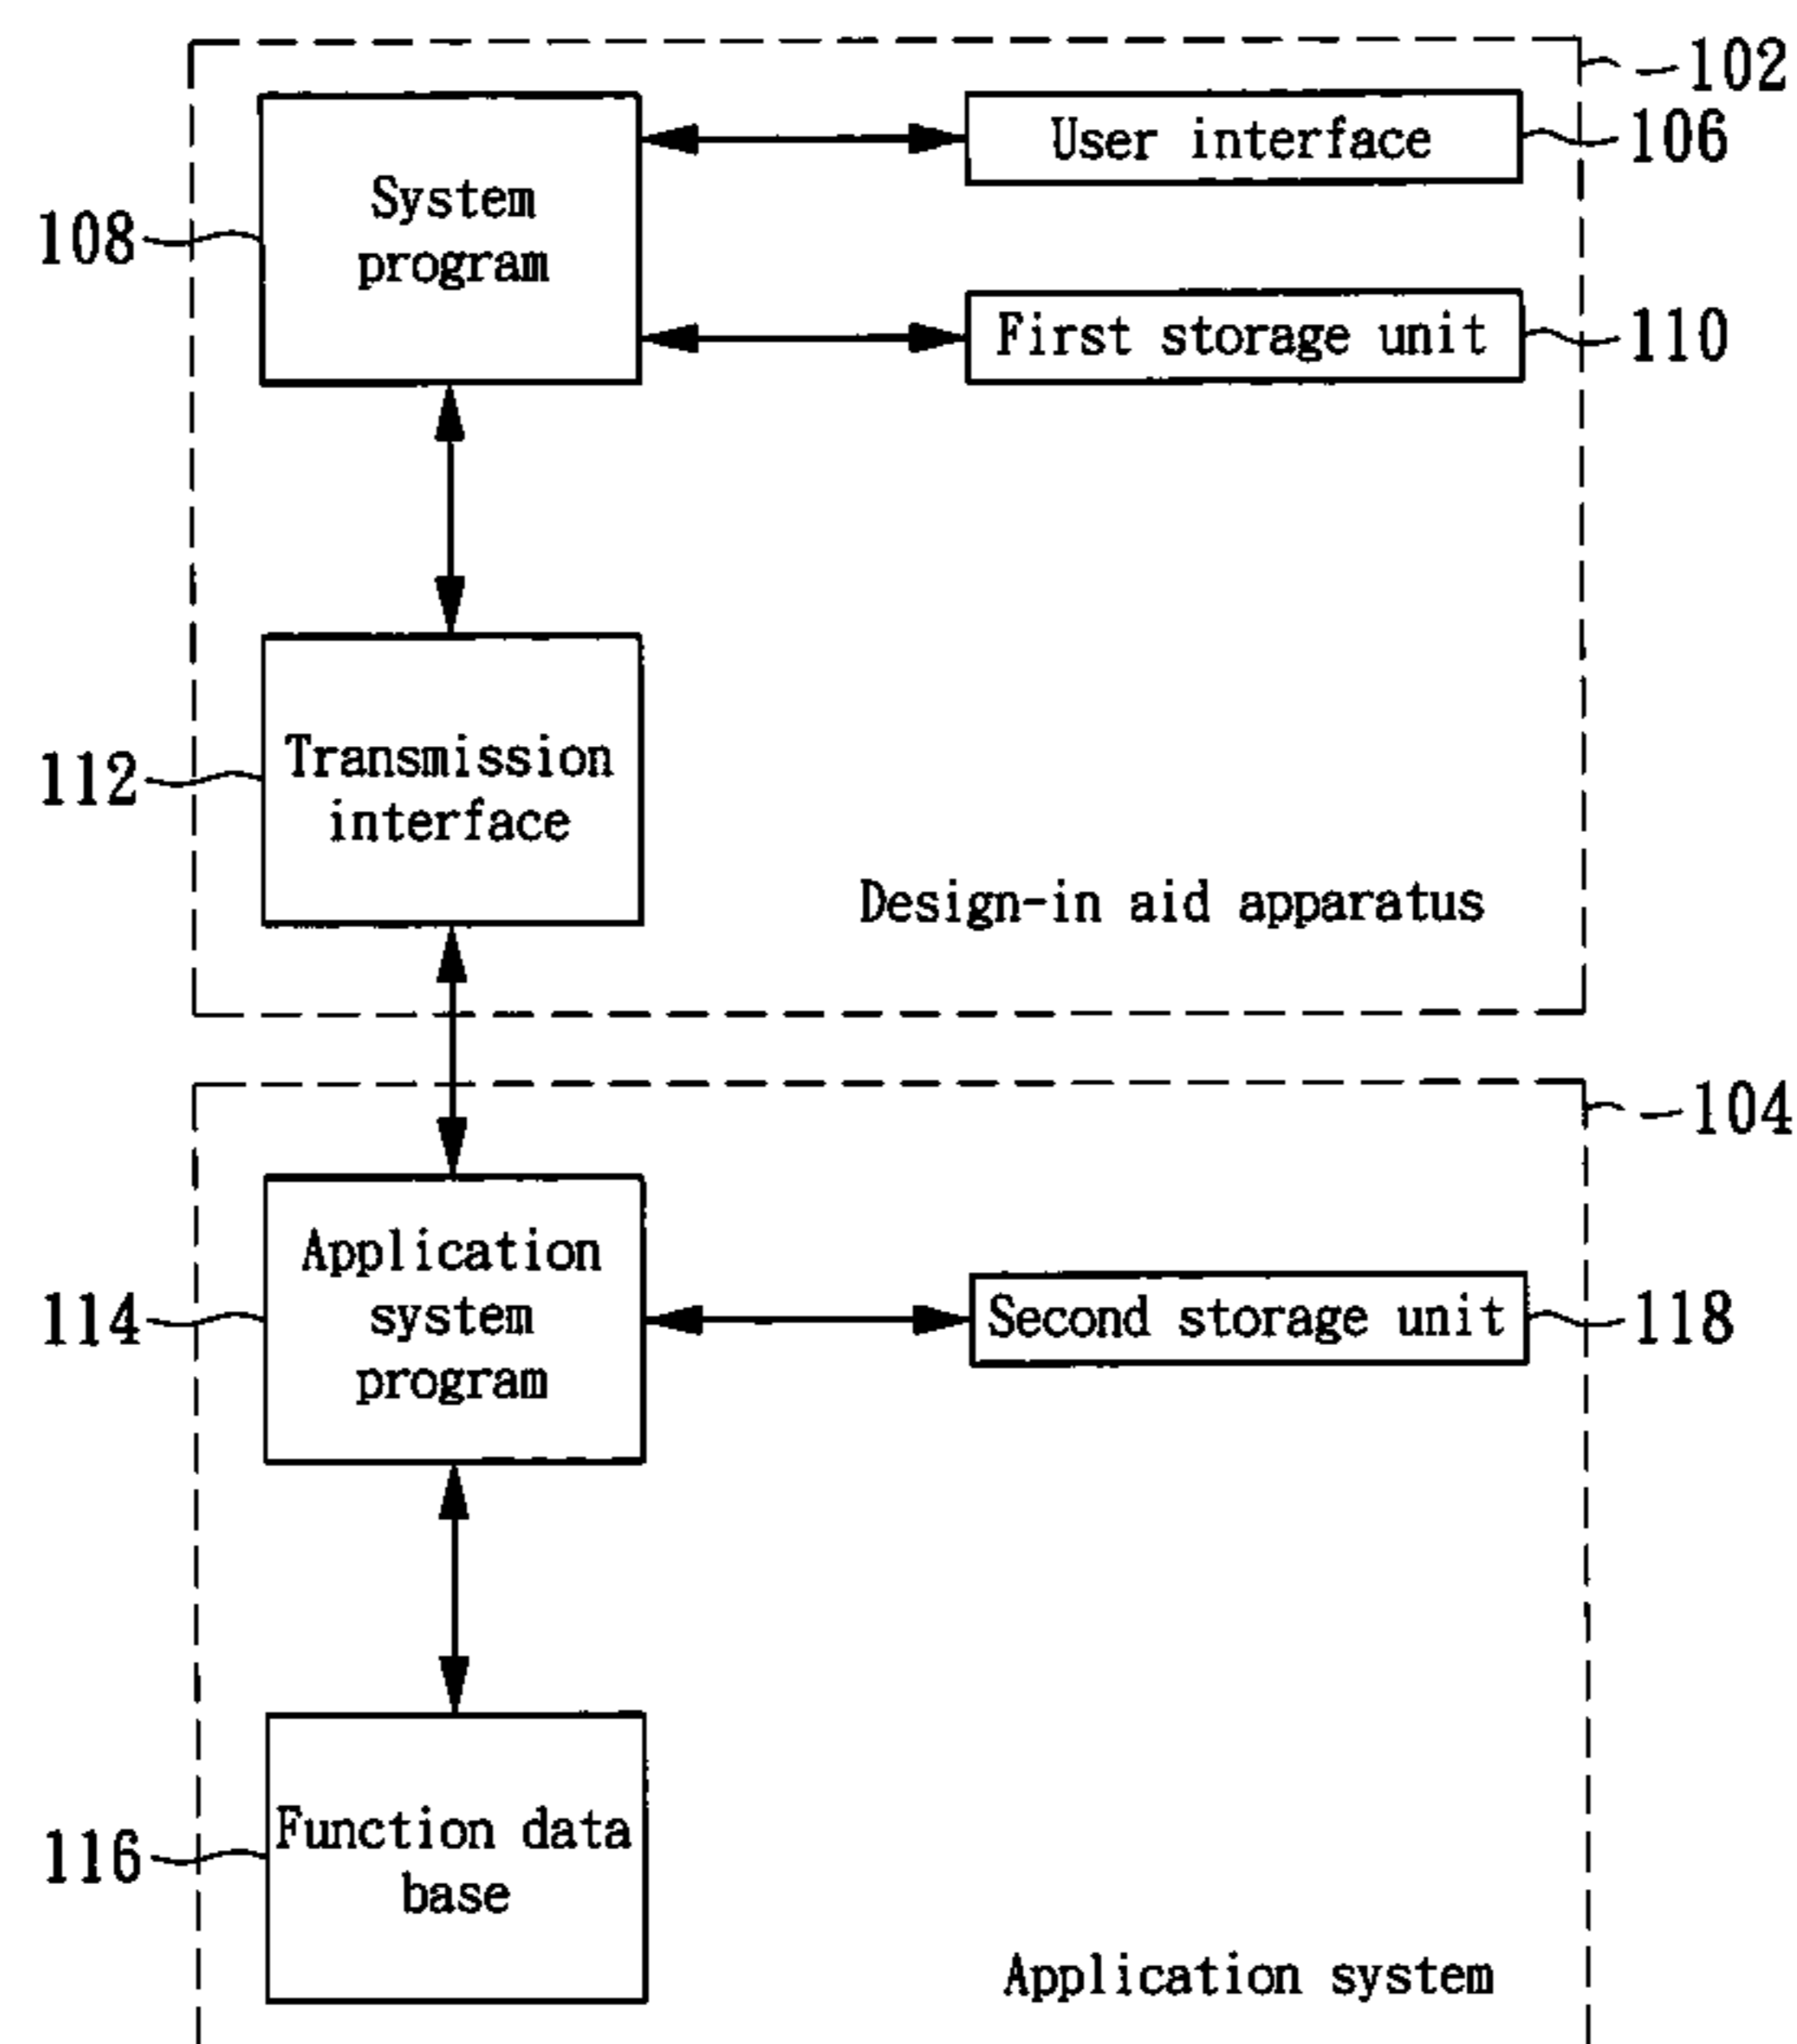 102
System
program
User interface
106
108
First storage unit
110
Transmission
interface
112
Design-in aid apparatus
104
Application
system
program
114
Second storage unit
118
Function data
base
116
Application system